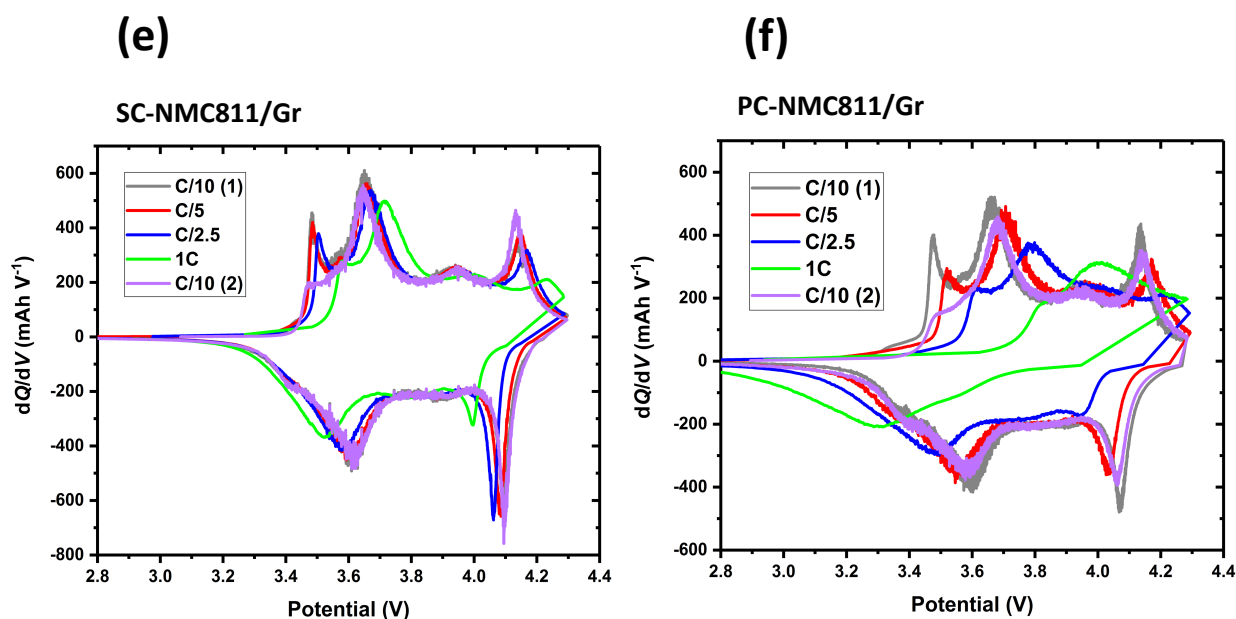 (e)
SC-NMC811/Gr
600
400
200
0
-200
-400
-600
-800
dQ/dV (mAh V⁻¹)
C/10 (1)
C/5
C/2.5
1C
C/10 (2)
2.8 3.0 3.2 3.4 3.6 3.8 4.0 4.2 4.4
Potential (V)
(f)
PC-NMC811/Gr
600
400
200
0
-200
-400
-600
dQ/dV (mAh V⁻¹)
C/10 (1)
C/5
C/2.5
1C
C/10 (2)
2.8 3.0 3.2 3.4 3.6 3.8 4.0 4.2 4.4
Potential (V)